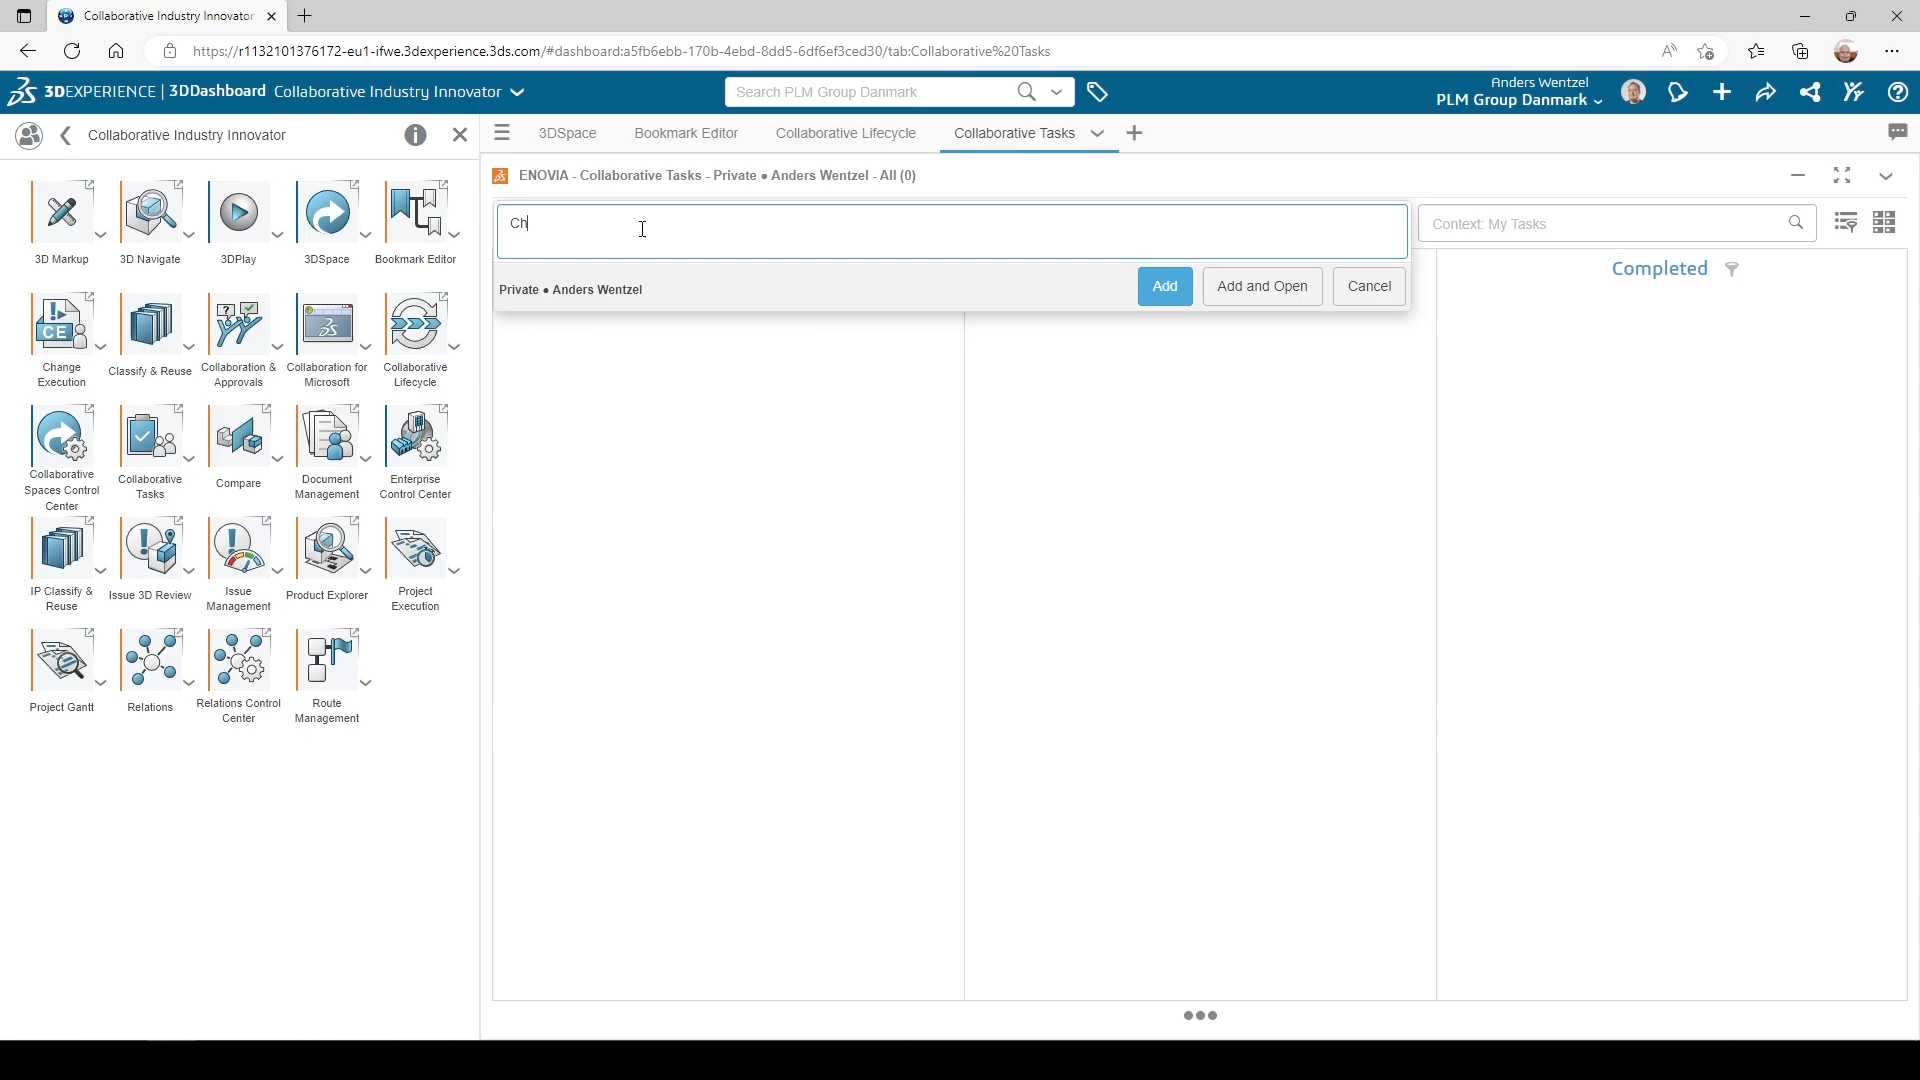 Collaborative Industry Innovator
https://r1132101376172-eu1-ifwe.3dexperience.3ds.com/#dashboard:a5fb6ebb-170b-4ebd-8dd5-6df6ef3ced30/tab:Collaborative%20Tasks
3DEXPERIENCE | 3DDashboard Collaborative Industry Innovator
Search PLM Group Danmark
Anders Wentzel
PLM Group Danmark
Collaborative Industry Innovator
3DSpace
Bookmark Editor
Collaborative Lifecycle
Collaborative Tasks
ENOVIA - Collaborative Tasks - Private • Anders Wentzel - All (0)
Ch
Context: My Tasks
Private • Anders Wentzel
Add
Add and Open
Cancel
Completed
3D Markup
3D Navigate
3DPlay
3DSpace
Bookmark Editor
CE
Change
Execution
Classify & Reuse
Collaboration &
Approvals
Collaboration for
Microsoft
Collaborative
Lifecycle
Collaborative
Spaces Control
Center
Collaborative
Tasks
Compare
Document
Management
Enterprise
Control Center
IP Classify &
Reuse
Issue 3D Review
Issue
Management
Product Explorer
Project
Execution
Project Gantt
Relations
Relations Control
Center
Route
Management